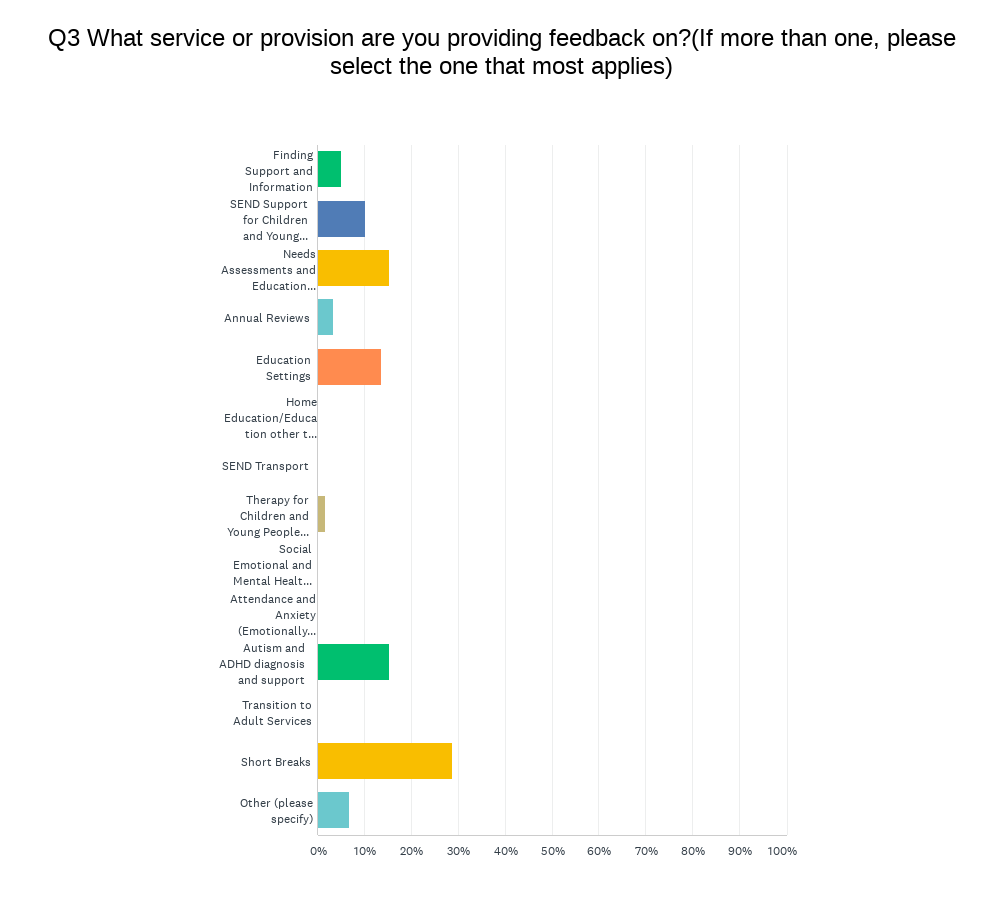 Q3 What service or provision are you providing feedback on?(If more than one, please
select the one that most applies)
Finding
Support and
Information
SEND Support
for Children
and Young...
Needs
Assessments and
Education...
Annual Reviews
Education
Settings
Home
Education/Educa
tion other t...
SEND Transport
Therapy for
Children and
Young People...
Social
Emotional and
Mental Healt...
Attendance and
Anxiety
(Emotionally...
Autism and
ADHD diagnosis
and support
Transition to
Adult Services
Short Breaks
Other (please
specify)
0% 10% 20% 30% 40% 50% 60% 70% 80% 90% 100%